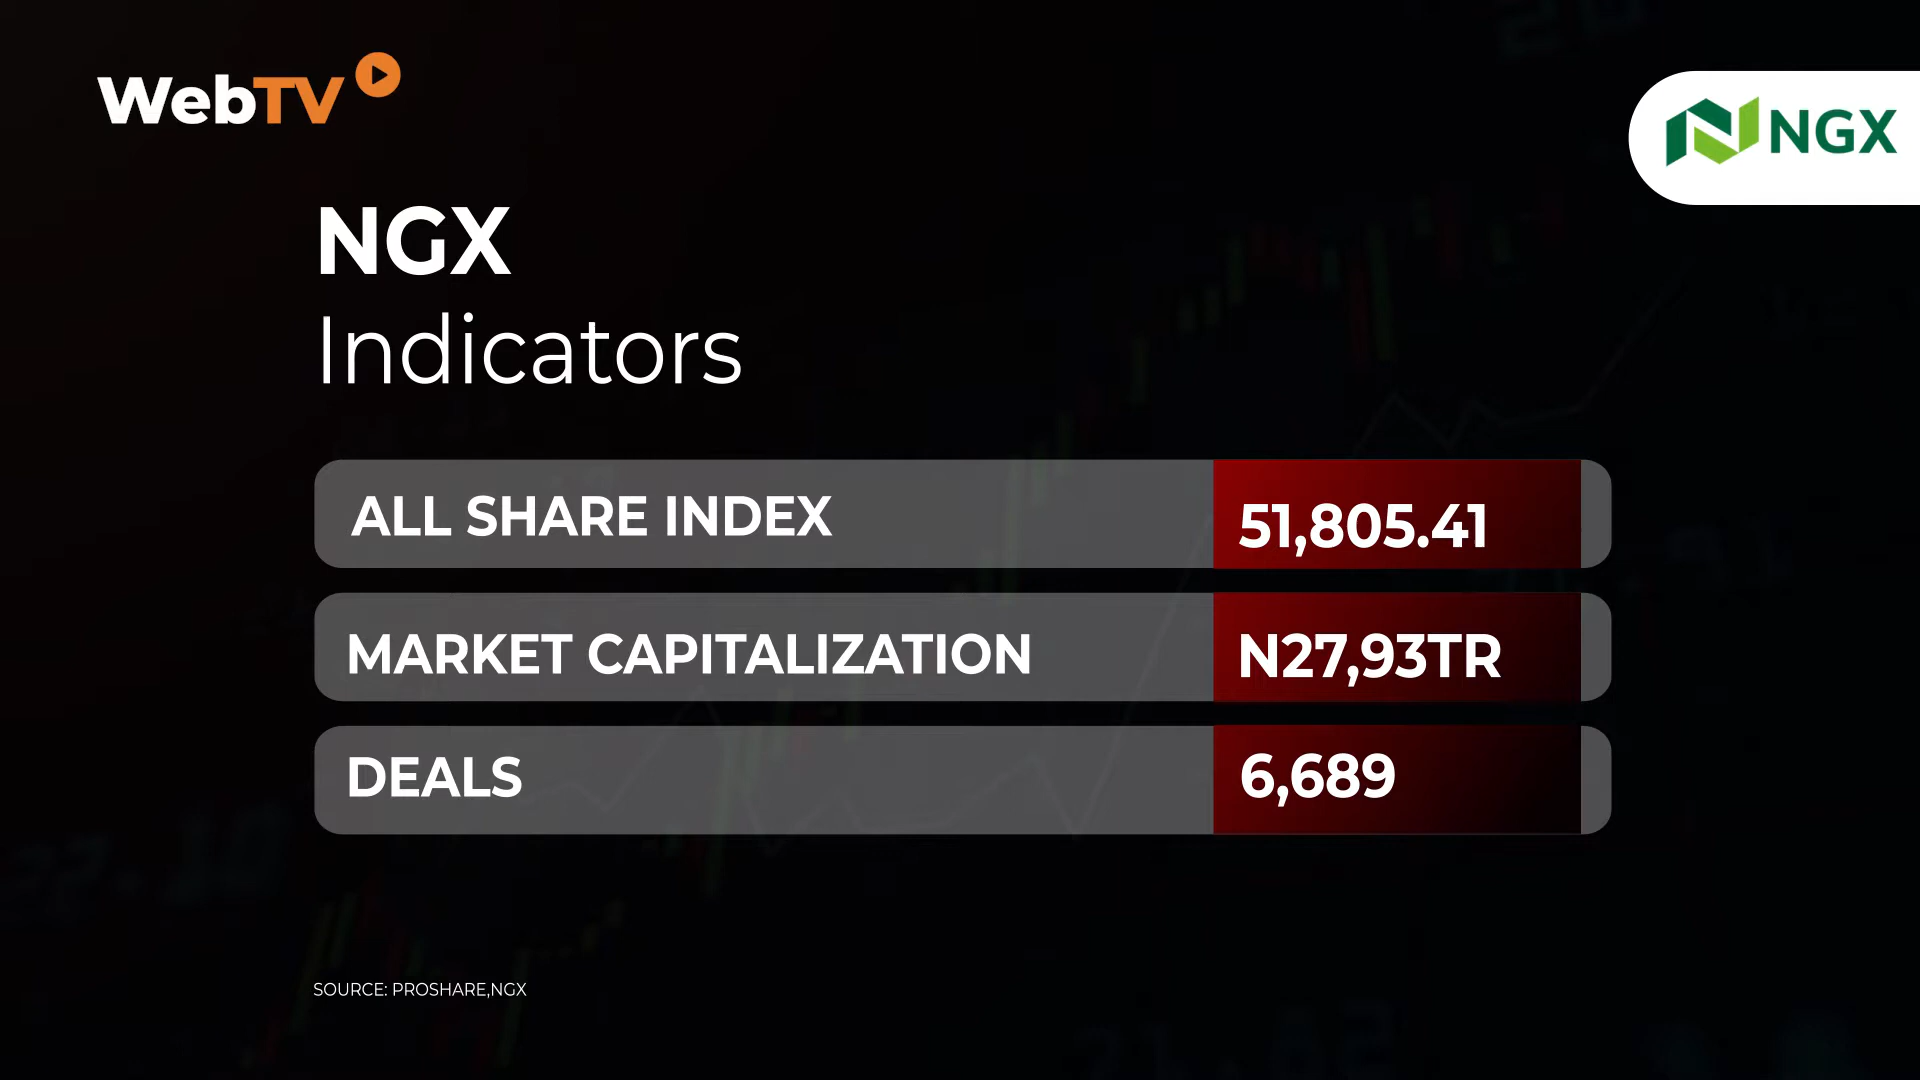 WebTV
NGX
NGX
Indicators
ALL SHARE INDEX 51,805.41
MARKET CAPITALIZATION N27,93TR
DEALS 6,689
SOURCE: PROSHARE,NGX